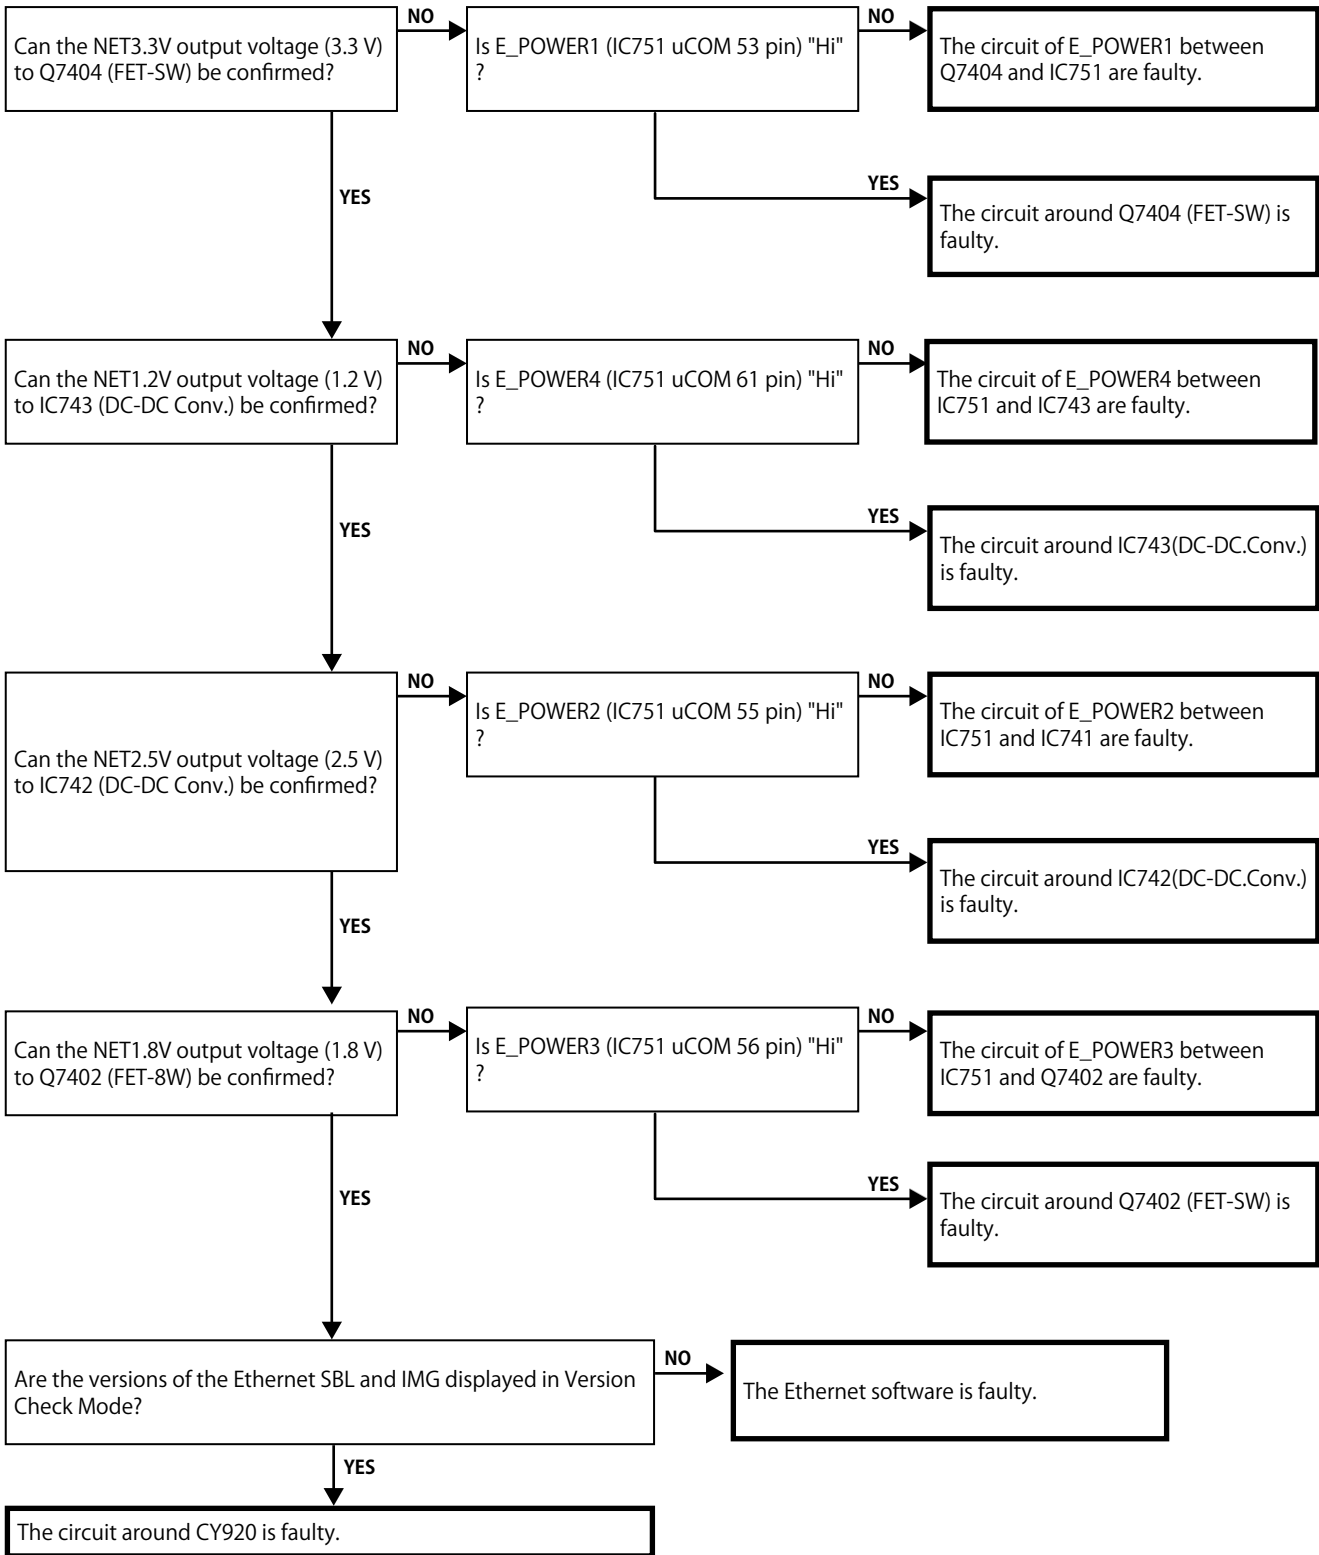 Can the NET3.3V output voltage (3.3 V)
to Q7404 (FET-SW) be confirmed?
NO
Is E_POWER1 (IC751 uCOM 53 pin) "Hi"
?
NO
The circuit of E_POWER1 between
Q7404 and IC751 are faulty.
YES
The circuit around Q7404 (FET-SW) is
faulty.
YES
Can the NET1.2V output voltage (1.2 V)
to IC743 (DC-DC Conv.) be confirmed?
NO
Is E_POWER4 (IC751 uCOM 61 pin) "Hi"
?
NO
The circuit of E_POWER4 between
IC751 and IC743 are faulty.
YES
The circuit around IC743(DC-DC.Conv.)
is faulty.
YES
Can the NET2.5V output voltage (2.5 V)
to IC742 (DC-DC Conv.) be confirmed?
NO
Is E_POWER2 (IC751 uCOM 55 pin) "Hi"
?
NO
The circuit of E_POWER2 between
IC751 and IC741 are faulty.
YES
The circuit around IC742(DC-DC.Conv.)
is faulty.
YES
Can the NET1.8V output voltage (1.8 V)
to Q7402 (FET-8W) be confirmed?
NO
Is E_POWER3 (IC751 uCOM 56 pin) "Hi"
?
NO
The circuit of E_POWER3 between
IC751 and Q7402 are faulty.
YES
The circuit around Q7402 (FET-SW) is
faulty.
YES
Are the versions of the Ethernet SBL and IMG displayed in Version
Check Mode?
NO
The Ethernet software is faulty.
YES
The circuit around CY920 is faulty.